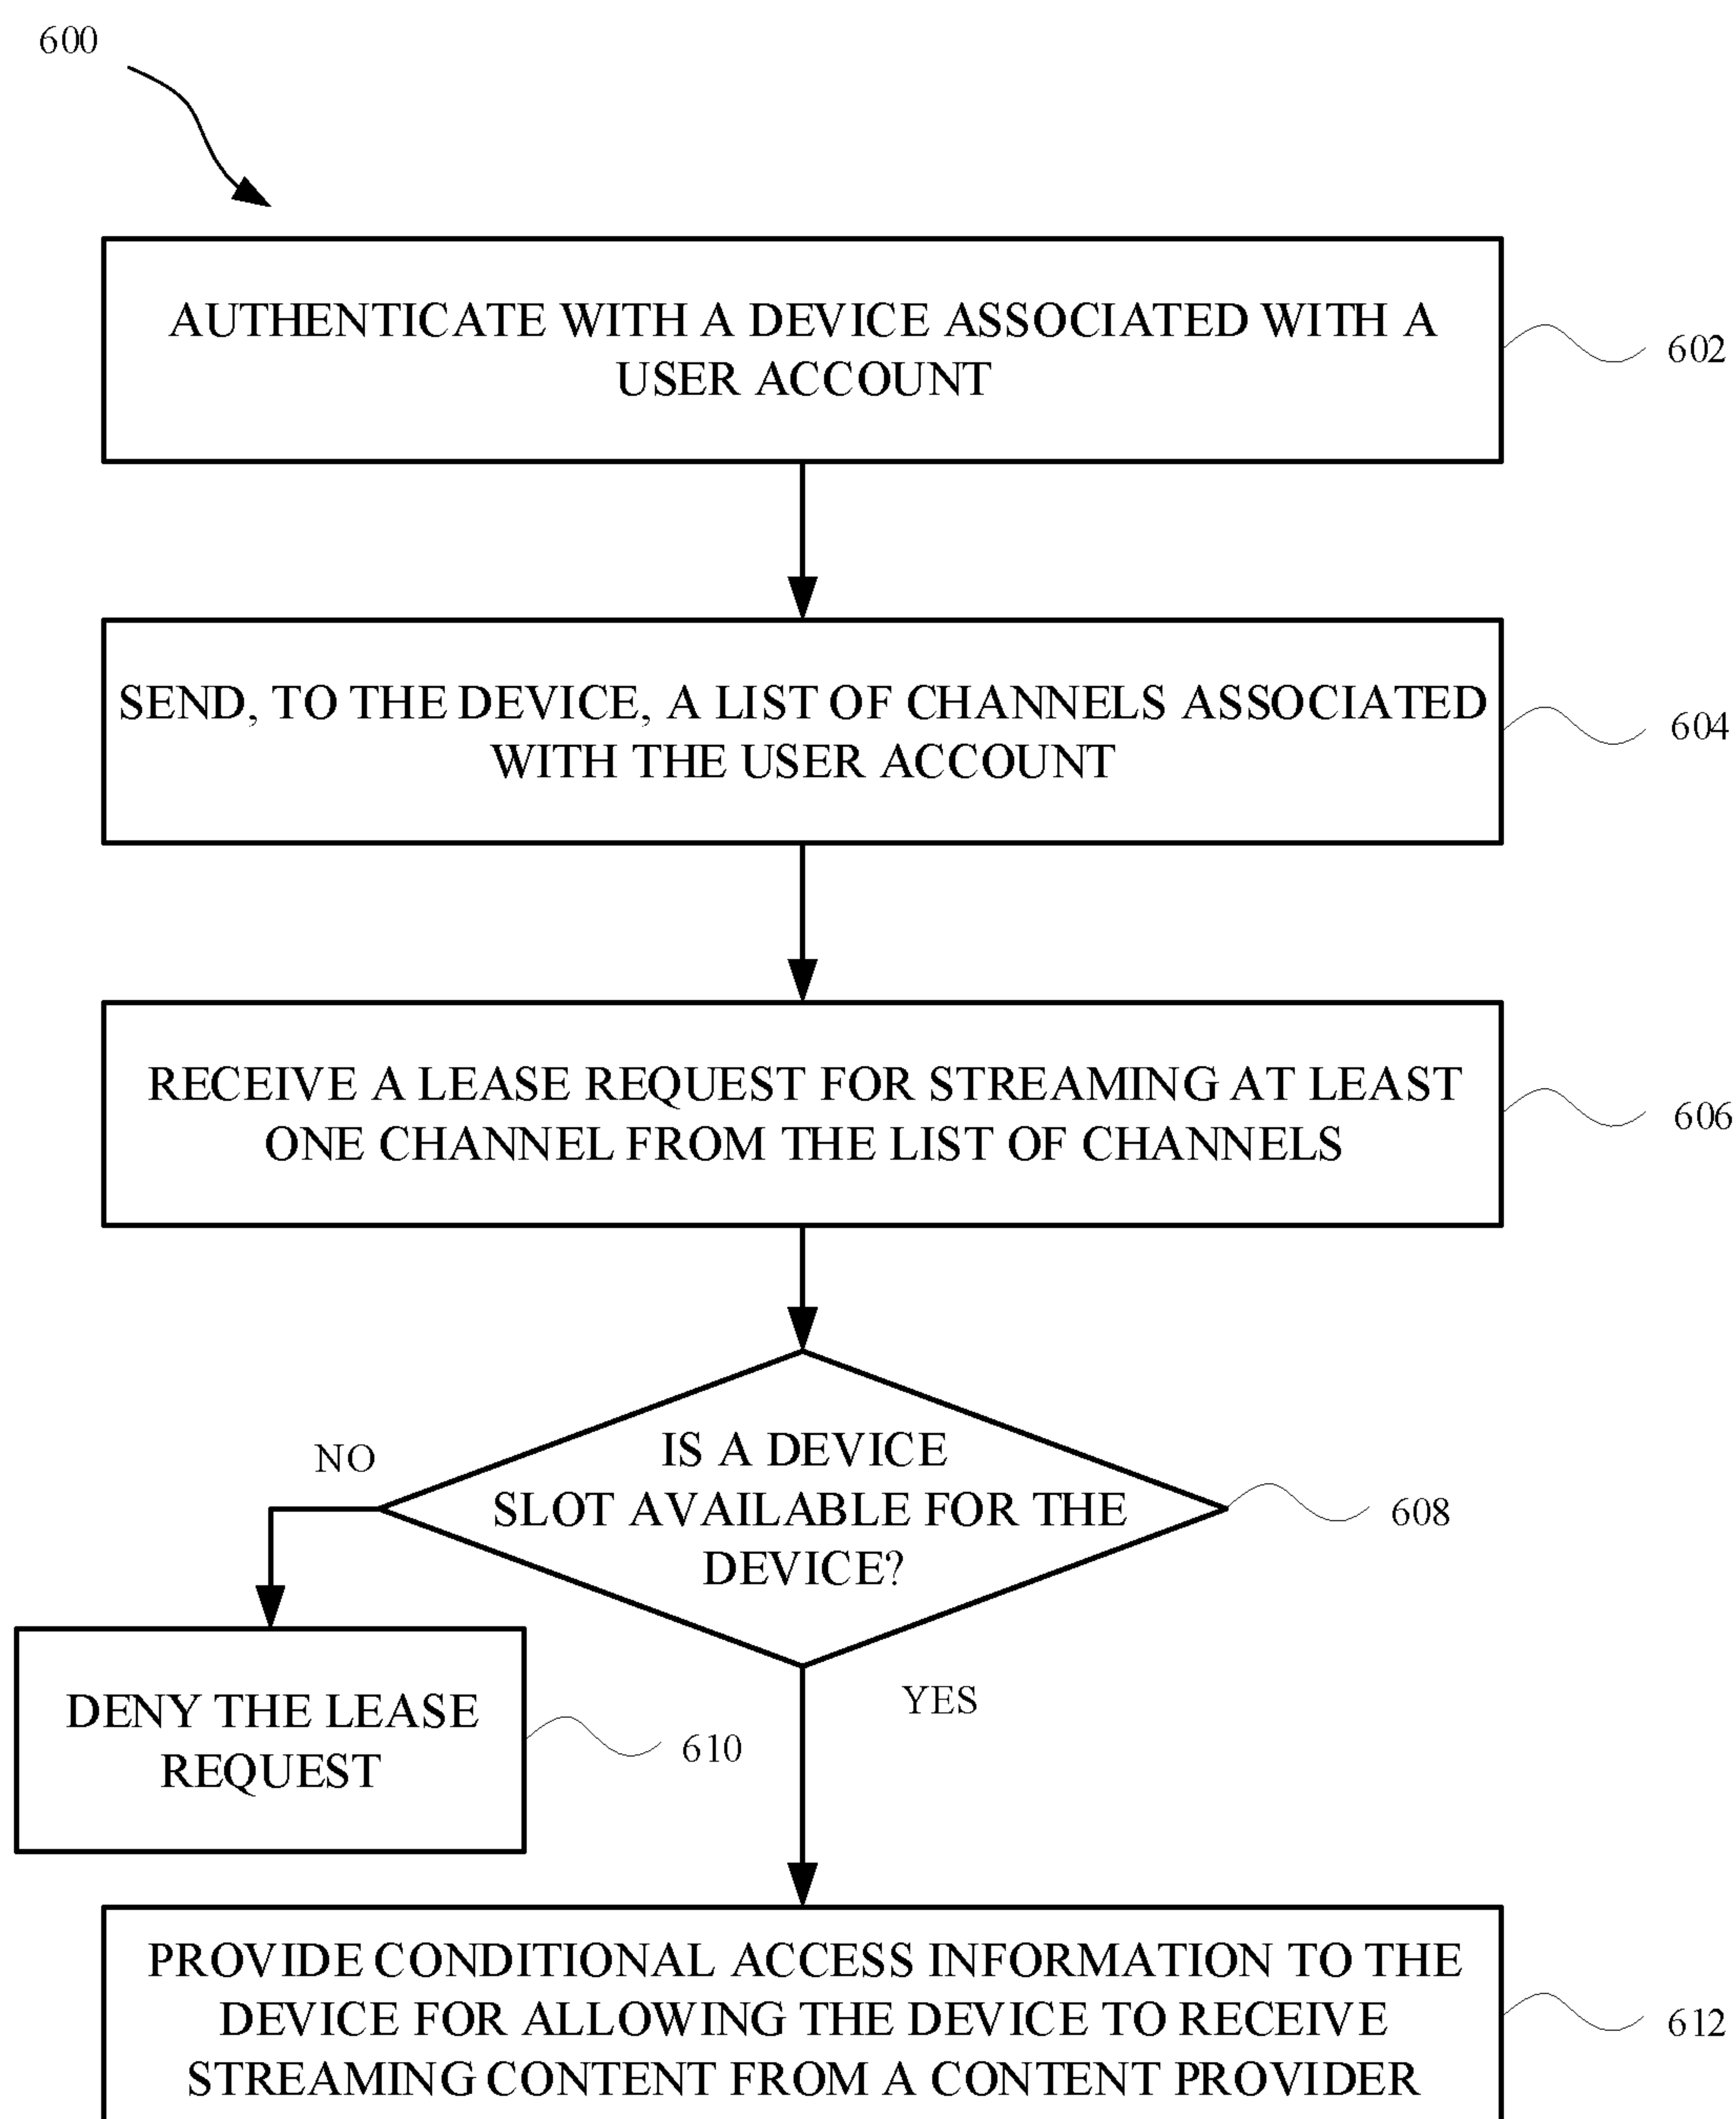 600
AUTHENTICATE WITH A DEVICE ASSOCIATED WITH A
USER ACCOUNT
602
SEND, TO THE DEVICE, A LIST OF CHANNELS ASSOCIATED
WITH THE USER ACCOUNT
604
RECEIVE A LEASE REQUEST FOR STREAMING AT LEAST
ONE CHANNEL FROM THE LIST OF CHANNELS
606
IS A DEVICE
SLOT AVAILABLE FOR THE
DEVICE?
608
NO
YES
DENY THE LEASE
REQUEST
610
PROVIDE CONDITIONAL ACCESS INFORMATION TO THE
DEVICE FOR ALLOWING THE DEVICE TO RECEIVE
STREAMING CONTENT FROM A CONTENT PROVIDER
612